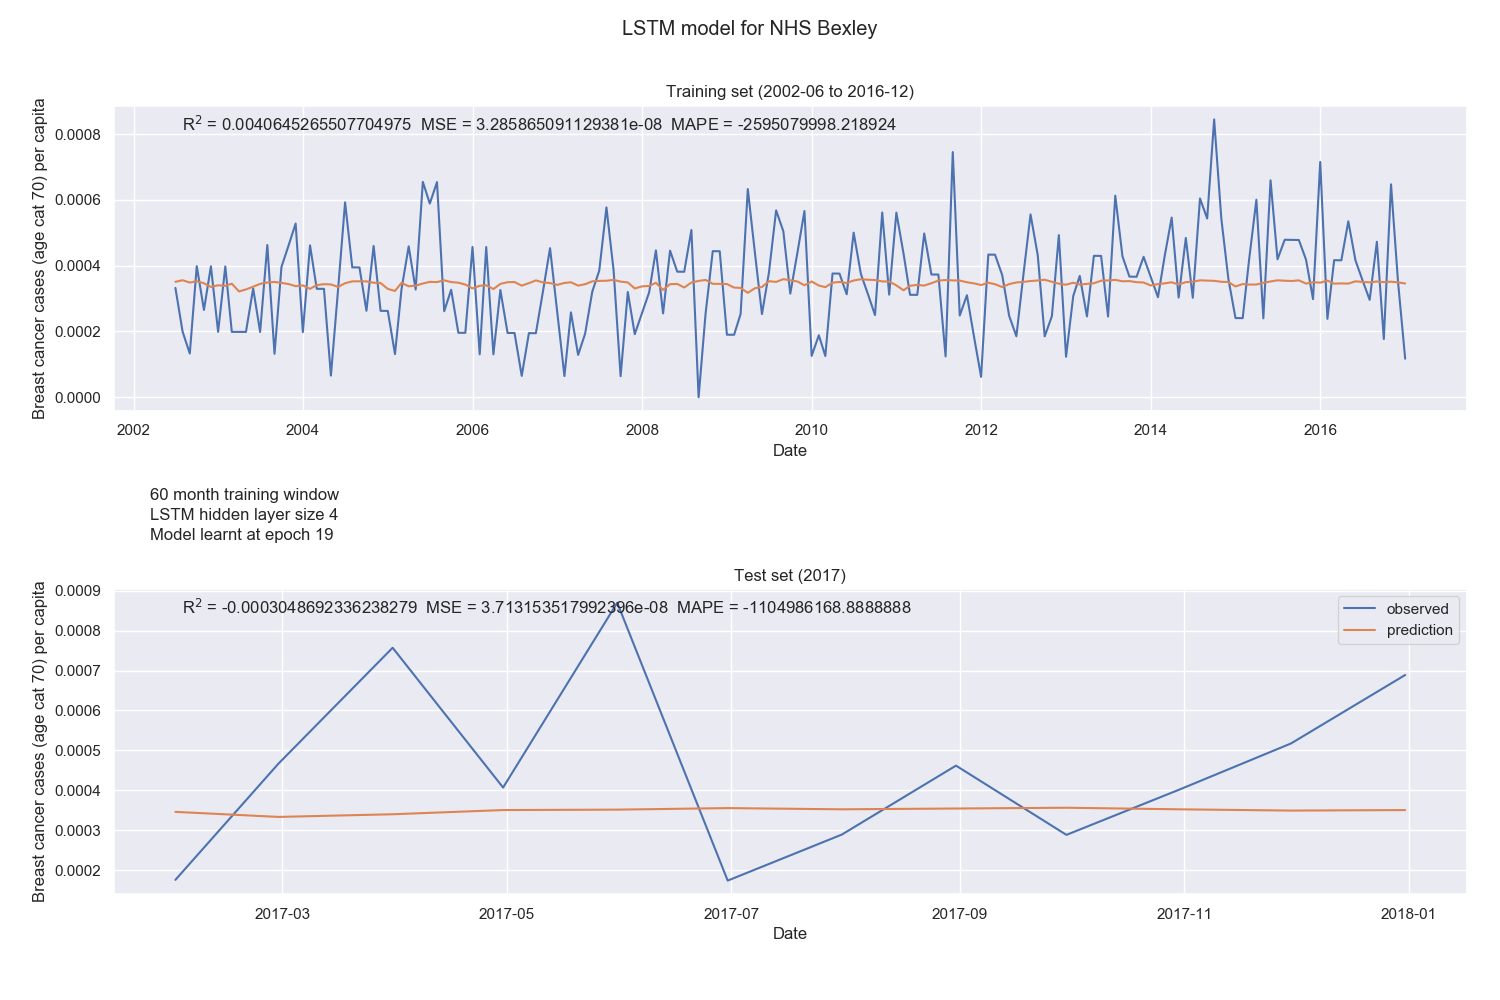 LSTM model for NHS Bexley
Training set (2002-06 to 2016-12)
R² = 0.0040645265507704975 MSE = 3.285865091129381e-08 MAPE = -2595079998.218924
Breast cancer cases (age cat 70) per capita
0.0008
0.0006
0.0004
0.0002
0.0000
2002 2004 2006 2008 2010 2012 2014 2016
Date
60 month training window
LSTM hidden layer size 4
Model learnt at epoch 19
Test set (2017)
R² = -0.0003048692336238279 MSE = 3.713153517992396e-08 MAPE = -1104986168.8888888
observed
prediction
Breast cancer cases (age cat 70) per capita
0.0009
0.0008
0.0007
0.0006
0.0005
0.0004
0.0003
0.0002
2017-03 2017-05 2017-07 2017-09 2017-11 2018-01
Date